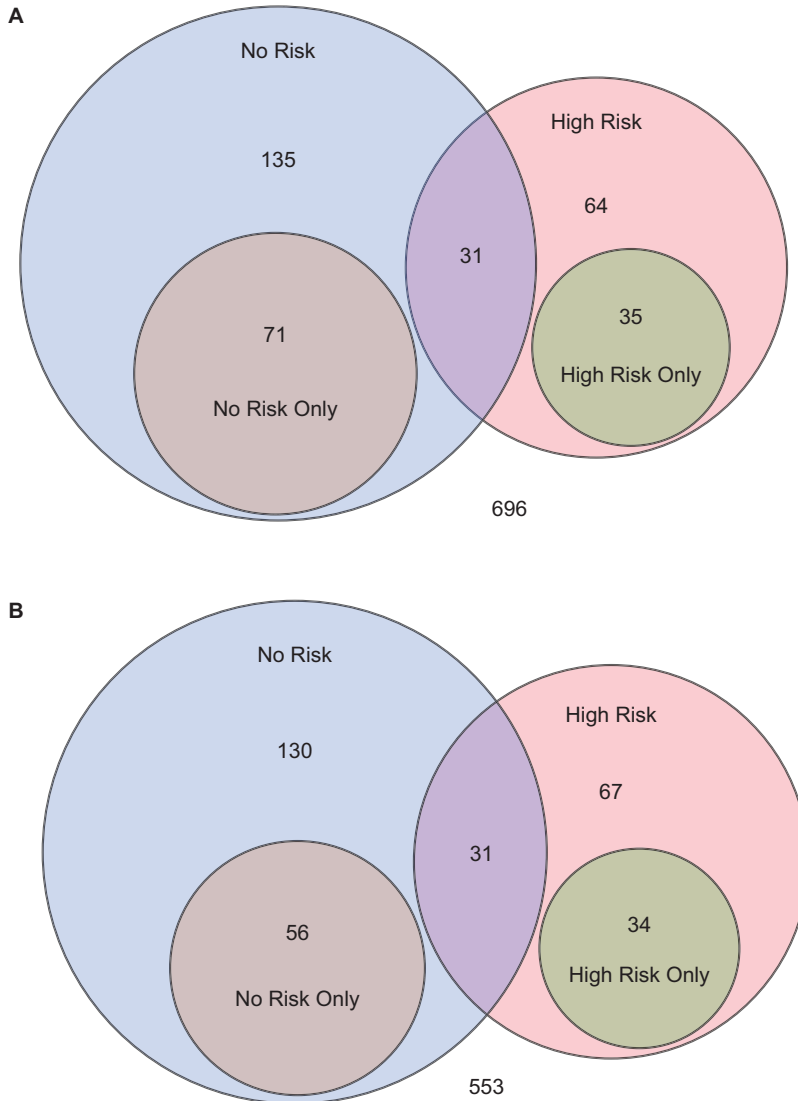 A
No Risk
High Risk
135
64
31
35
71
High Risk Only
No Risk Only
696
B
No Risk
High Risk
130
67
31
34
56
High Risk Only
No Risk Only
553